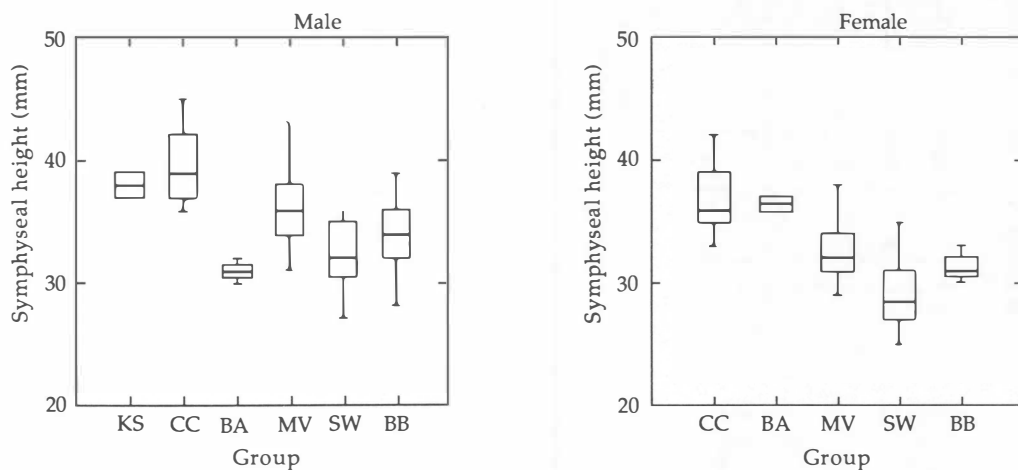 Male
50
40
30
20
Symphyseal height (mm)
KS CC BA MV SW BB
Group
Female
50
40
30
20
Symphyseal height (mm)
CC BA MV SW BB
Group